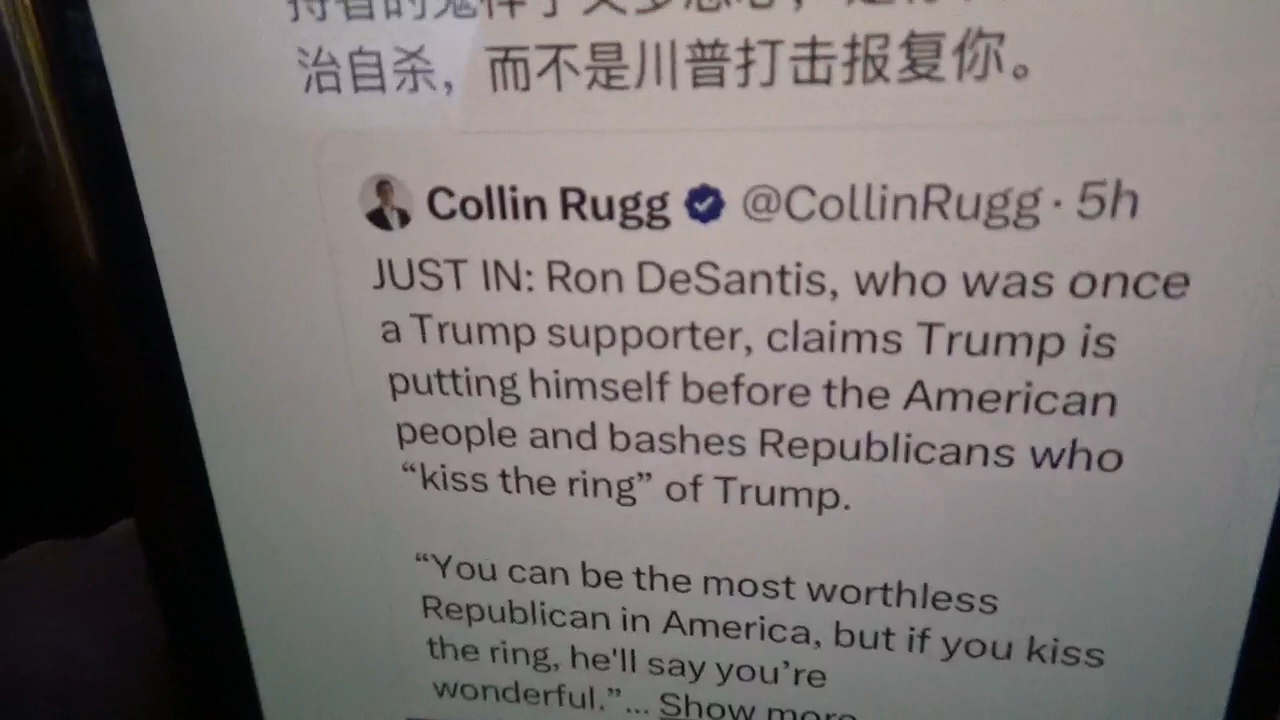 治自杀，而不是川普打击报复你。
Collin Rugg @CollinRugg · 5h
JUST IN: Ron DeSantis, who was once
a Trump supporter, claims Trump is
putting himself before the American
people and bashes Republicans who
“kiss the ring” of Trump.
“You can be the most worthless
Republican in America, but if you kiss
the ring, he'll say you’re
wonderful.”... Show more